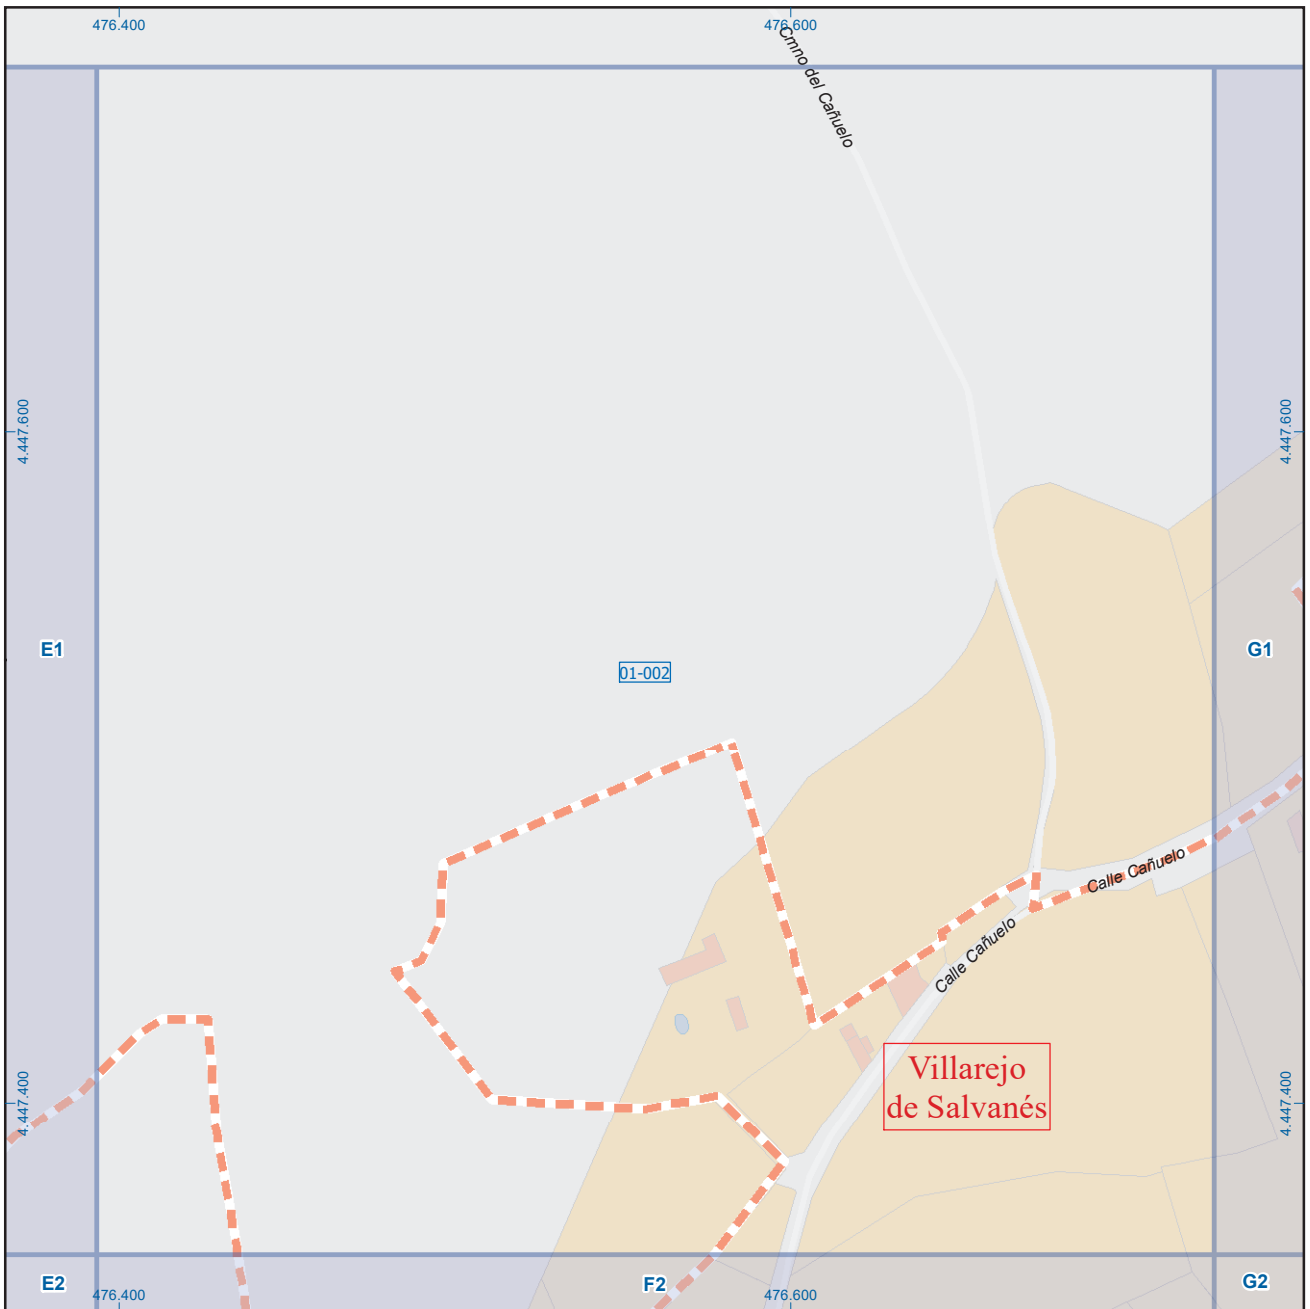 476.400
476.600
Cmno del Cañuelo
4.447.600
4.447.600
E1
G1
01-002
Calle Cañuelo
Calle Cañuelo
Villarejo
de Salvanés
4.447.400
4.447.400
E2
F2
G2
476.400
476.600